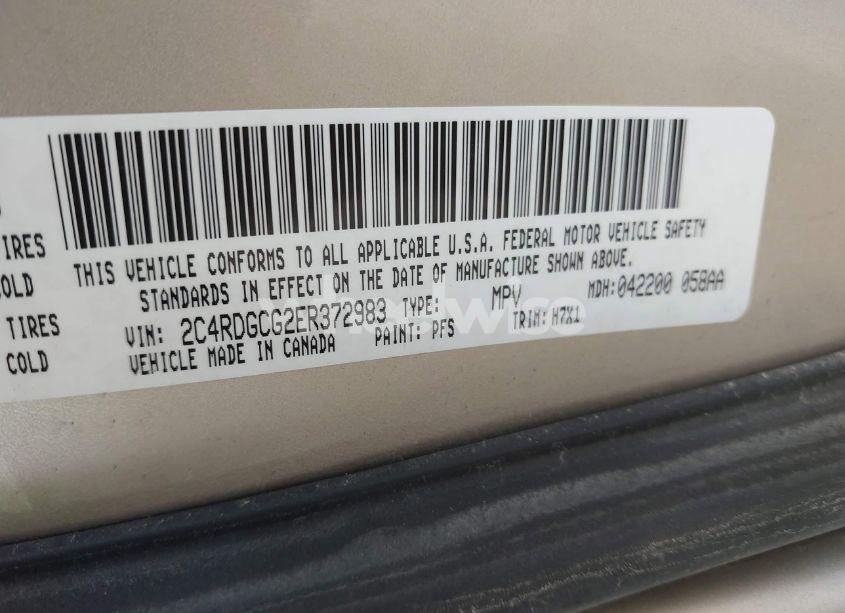 TIRES
COLD
TIRES
COLD
THIS VEHICLE CONFORMS TO ALL APPLICABLE U.S.A. FEDERAL MOTOR VEHICLE SAFETY
STANDARDS IN EFFECT ON THE DATE OF MANUFACTURE SHOWN ABOVE.
VIN: 2C4RDGCG2ER372983 TYPE: MPV MDH:042200 058AA
VEHICLE MADE IN CANADA PAINT: PFS TRIM: H7X1
wheelwise